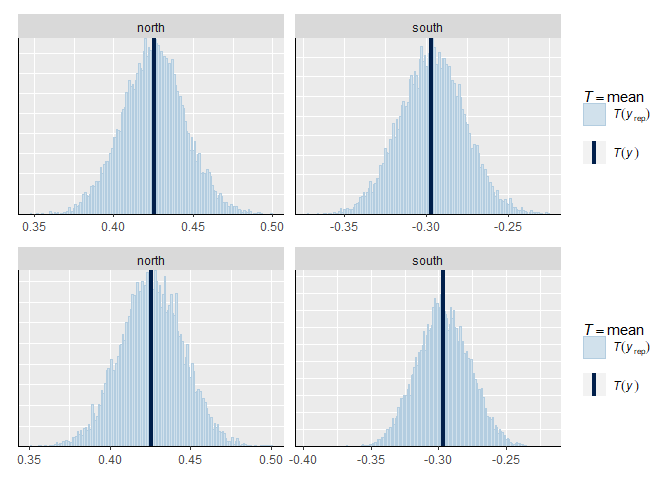 north south
0.35 0.40 0.45 0.50 -0.35 -0.30 -0.25
T = mean
T(yrep)
T(y)
north south
0.35 0.40 0.45 0.50 -0.40 -0.35 -0.30 -0.25
T = mean
T(yrep)
T(y)